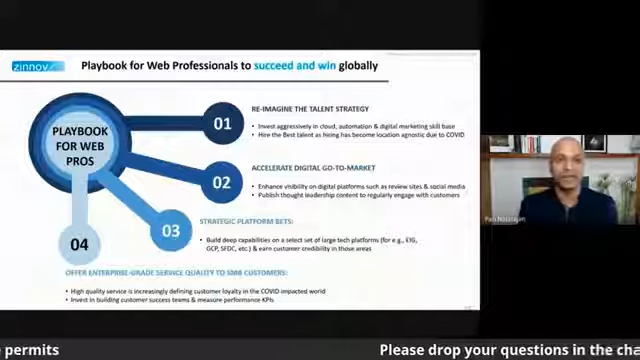 zinnov
Playbook for Web Professionals to succeed and win globally
PLAYBOOK
FOR WEB
PROS
01
RE-IMAGINE THE TALENT STRATEGY
• Invest aggressively in cloud, automation & digital marketing skill base
• Hire the Best talent as hiring has become location agnostic due to COVID
02
ACCELERATE DIGITAL GO-TO-MARKET
• Enhance visibility on digital platforms such as review sites & social media
• Publish thought leadership content to regularly engage with customers
03
STRATEGIC PLATFORM BETS:
• Build deep capabilities on a select set of large tech platforms (for e.g., EIG,
GCP, SFDC, etc.) & earn customer credibility in those areas
04
OFFER ENTERPRISE-GRADE SERVICE QUALITY TO SMB CUSTOMERS:
• High quality service is increasingly defining customer loyalty in the COVID impacted world
• Invest in building customer success teams & measure performance KPIs
Pari Natarajan
permits
Please drop your questions in the cha